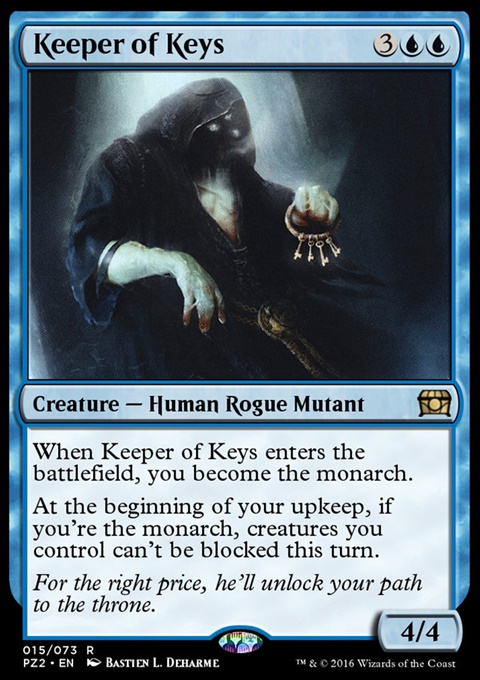 Keeper of Keys 3
Creature — Human Rogue Mutant
When Keeper of Keys enters the
battlefield, you become the monarch.
At the beginning of your upkeep, if
you're the monarch, creatures you
control can't be blocked this turn.
For the right price, he'll unlock your path
to the throne.
4/4
015/073 R
PZ2 • EN Bastien L. Deharme
™ & © 2016 Wizards of the Coast